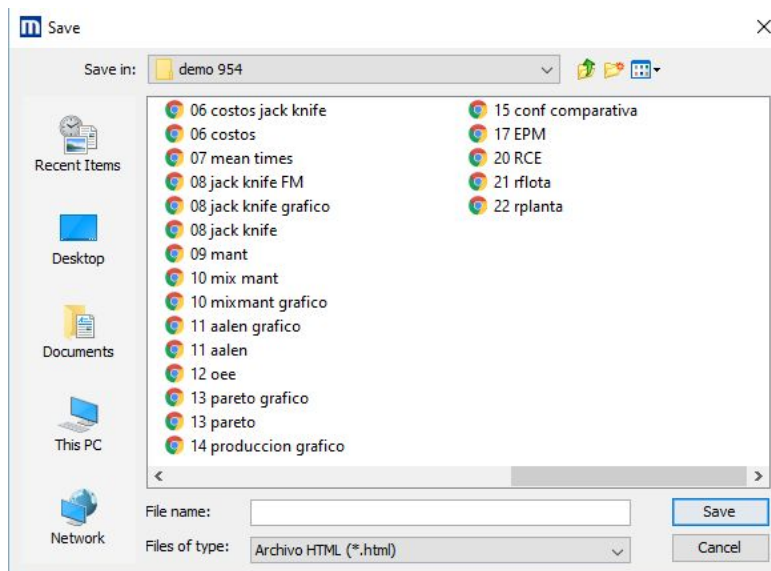 Save
Save in: demo 954
Recent Items
Desktop
Documents
This PC
Network
06 costos jack knife
06 costos
07 mean times
08 jack knife FM
08 jack knife grafico
08 jack knife
09 mant
10 mix mant
10 mixmant grafico
11 aalen grafico
11 aalen
12 oee
13 pareto grafico
13 pareto
14 produccion grafico
15 conf comparativa
17 EPM
20 RCE
21 rflota
22 rplanta
File name:
Save
Files of type: Archivo HTML (*.html)
Cancel